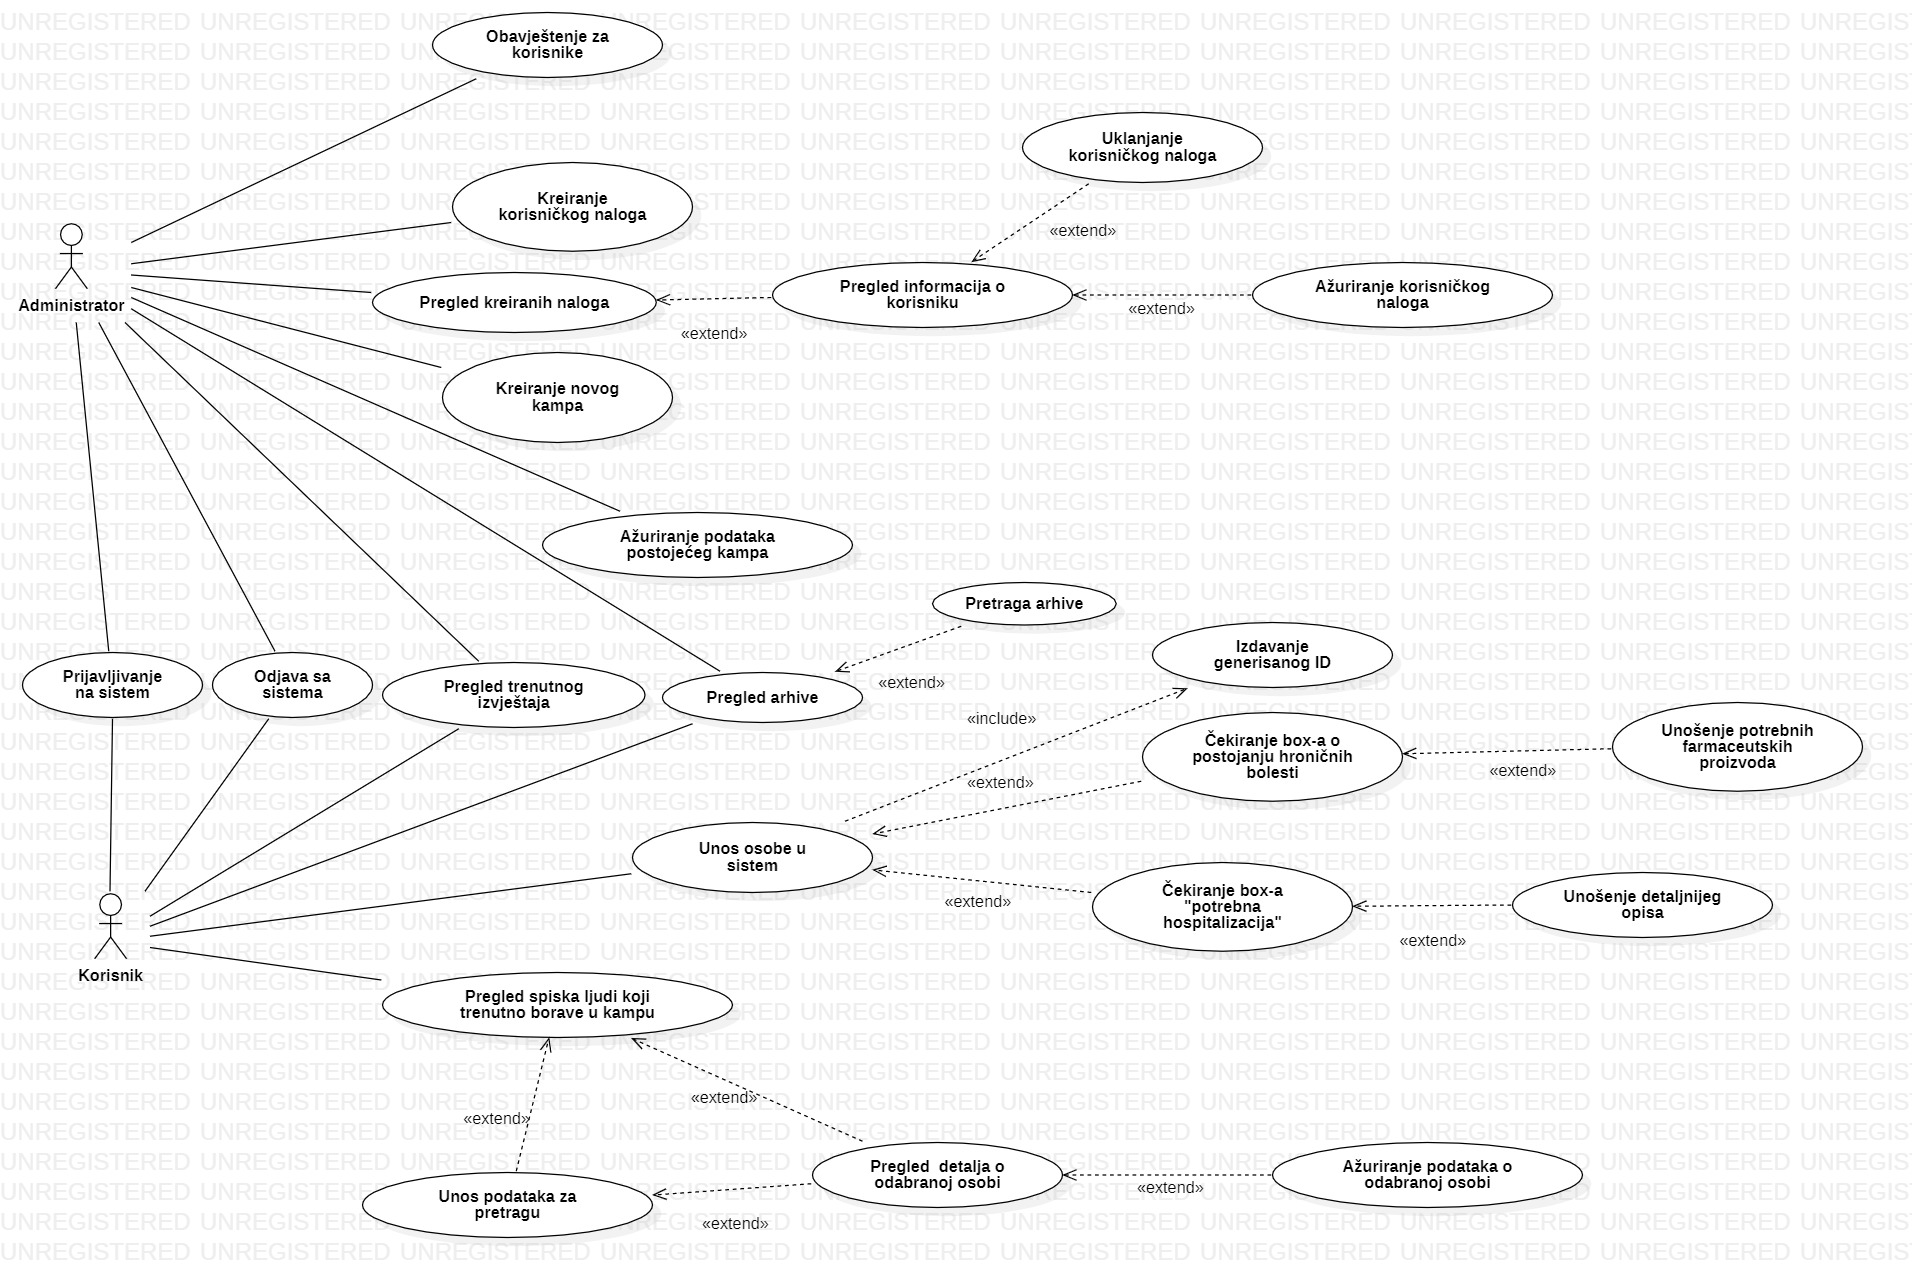 Obavještenje za
korisnike
Uklanjanje
korisničkog naloga
Kreiranje
korisničkog naloga
«extend»
Administrator
Pregled kreiranih naloga
Pregled informacija o
korisniku
Ažuriranje korisničkog
naloga
«extend»
«extend»
Kreiranje novog
kampa
Ažuriranje podataka
postojećeg kampa
Pretraga arhive
Izdavanje
generisanog ID
Prijavljivanje
na sistem
Odjava sa
sistema
Pregled trenutnog
izvještaja
Pregled arhive
«extend»
«include»
Čekiranje box-a o
postojanju hroničnih
bolesti
Unošenje potrebnih
farmaceutskih
proizvoda
«extend»
«extend»
Unos osobe u
sistem
Čekiranje box-a
"potrebna
hospitalizacija"
Unošenje detaljnijeg
opisa
«extend»
«extend»
Korisnik
Pregled spiska ljudi koji
trenutno borave u kampu
«extend»
«extend»
Unos podataka za
pretragu
Pregled  detalja o
odabranoj osobi
Ažuriranje podataka o
odabranoj osobi
«extend»
«extend»
UNREGISTERED